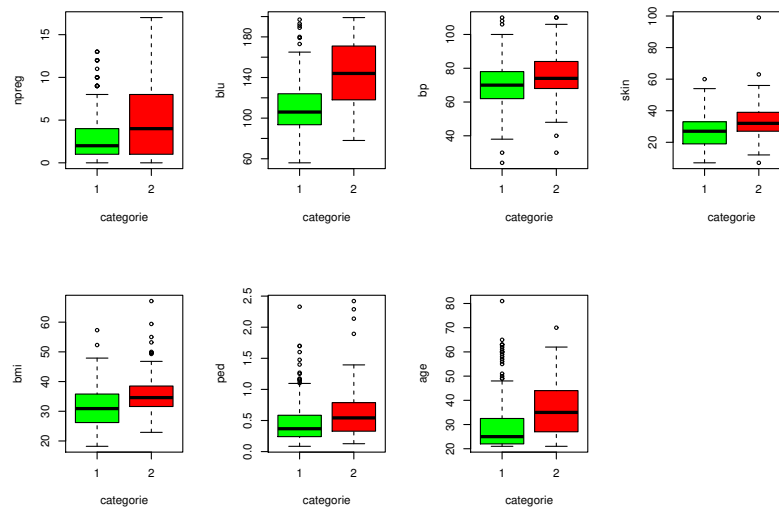 npreg
0 5 10 15
1 2
categorie
blu
60 100 140 180
1 2
categorie
bp
40 60 80 100
1 2
categorie
skin
20 40 60 80 100
1 2
categorie
bmi
20 30 40 50 60
1 2
categorie
ped
0.0 0.5 1.0 1.5 2.0 2.5
1 2
categorie
age
20 30 40 50 60 70 80
1 2
categorie